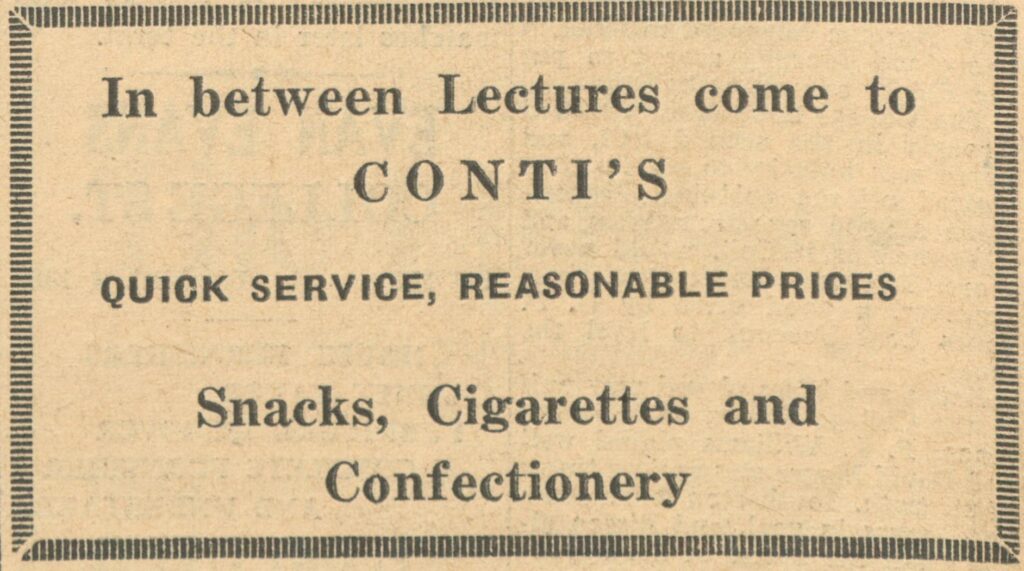 In between Lectures come to
CONTI'S
QUICK SERVICE, REASONABLE PRICES
Snacks, Cigarettes and
Confectionery